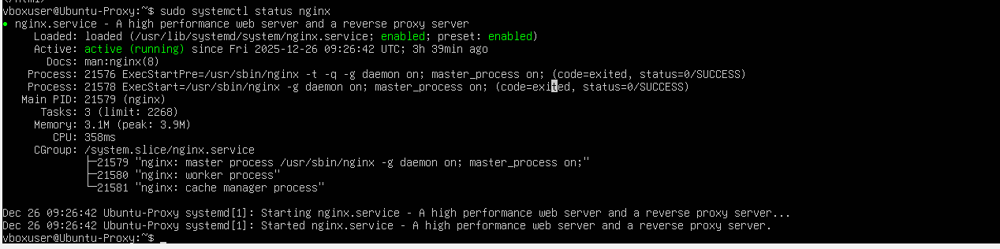 vboxuser@Ubuntu-Proxy:~$ sudo systemctl status nginx
● nginx.service - A high performance web server and a reverse proxy server
Loaded: loaded (/usr/lib/systemd/system/nginx.service; enabled; preset: enabled)
Active: active (running) since Fri 2025-12-26 09:26:42 UTC; 3h 39min ago
Docs: man:nginx(8)
Process: 21576 ExecStartPre=/usr/sbin/nginx -t -q -g daemon on; master_process on; (code=exited, status=0/SUCCESS)
Process: 21578 ExecStart=/usr/sbin/nginx -g daemon on; master_process on; (code=exited, status=0/SUCCESS)
Main PID: 21579 (nginx)
Tasks: 3 (limit: 2268)
Memory: 3.1M (peak: 3.9M)
CPU: 358ms
CGroup: /system.slice/nginx.service
├─21579 "nginx: master process /usr/sbin/nginx -g daemon on; master_process on;"
├─21580 "nginx: worker process"
└─21581 "nginx: cache manager process"
Dec 26 09:26:42 Ubuntu-Proxy systemd[1]: Starting nginx.service - A high performance web server and a reverse proxy server...
Dec 26 09:26:42 Ubuntu-Proxy systemd[1]: Started nginx.service - A high performance web server and a reverse proxy server.
vboxuser@Ubuntu-Proxy:~$ _